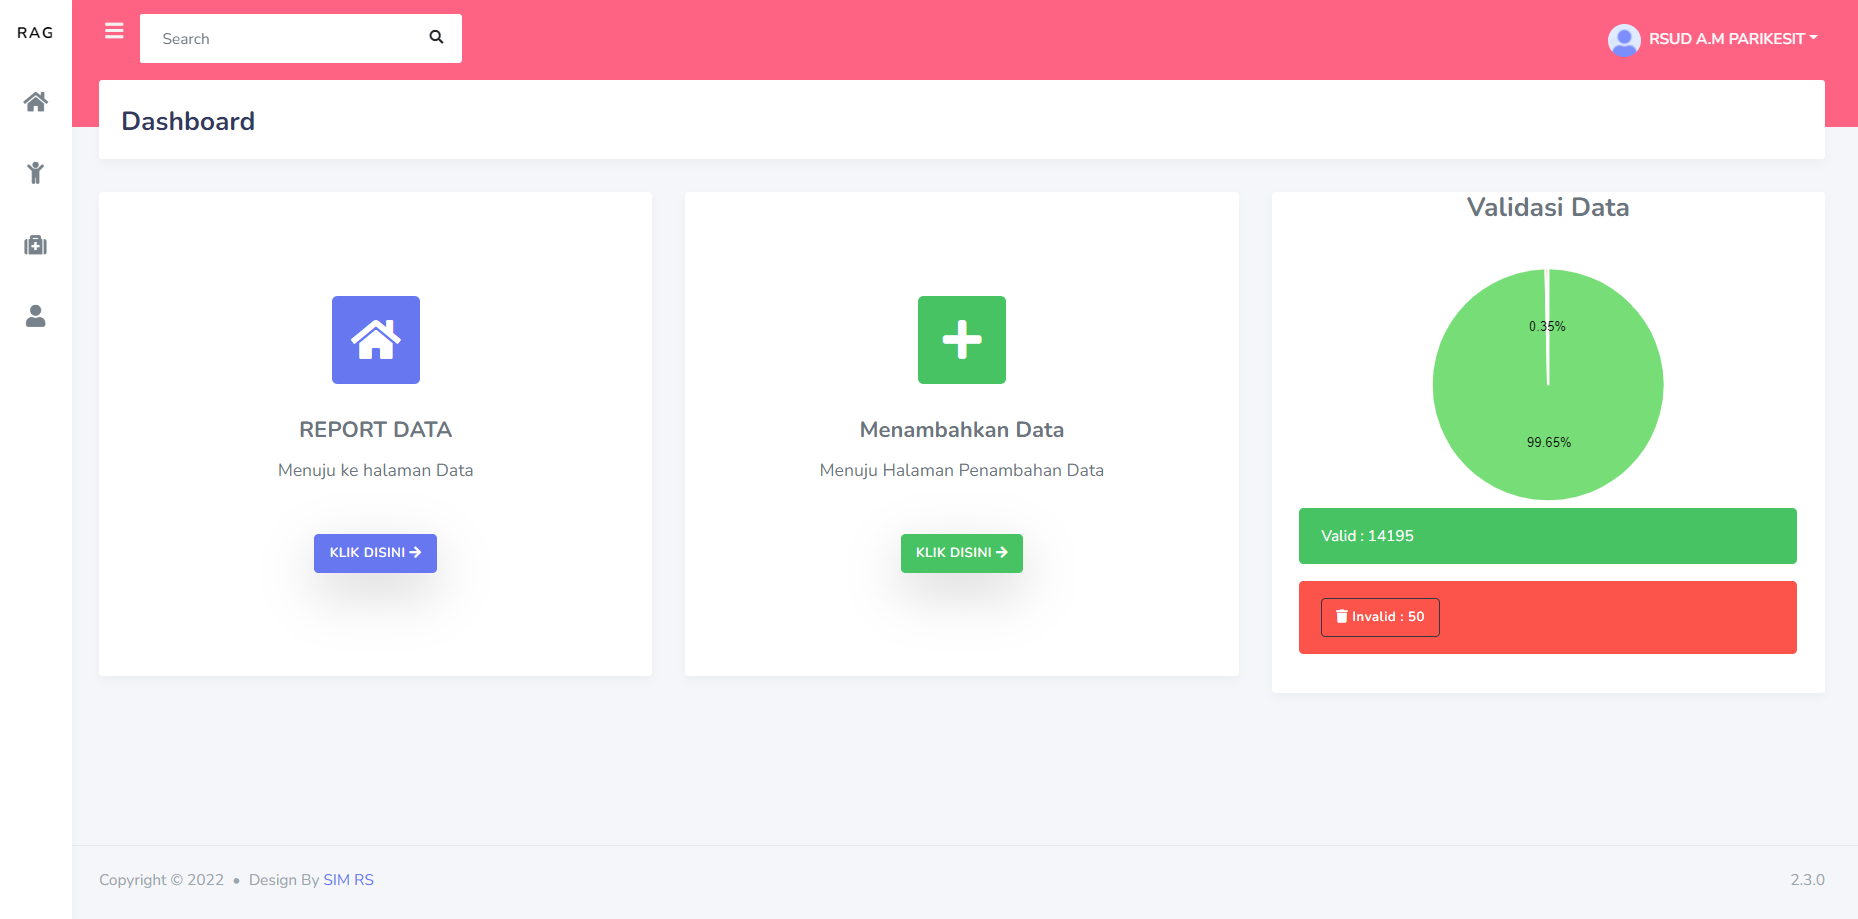 RAG
Search
RSUD A.M PARIKESIT
Dashboard
REPORT DATA
Menuju ke halaman Data
KLIK DISINI
Menambahkan Data
Menuju Halaman Penambahan Data
KLIK DISINI
Validasi Data
0.35%
99.65%
Valid : 14195
Invalid : 50
Copyright © 2022 • Design By SIM RS
2.3.0